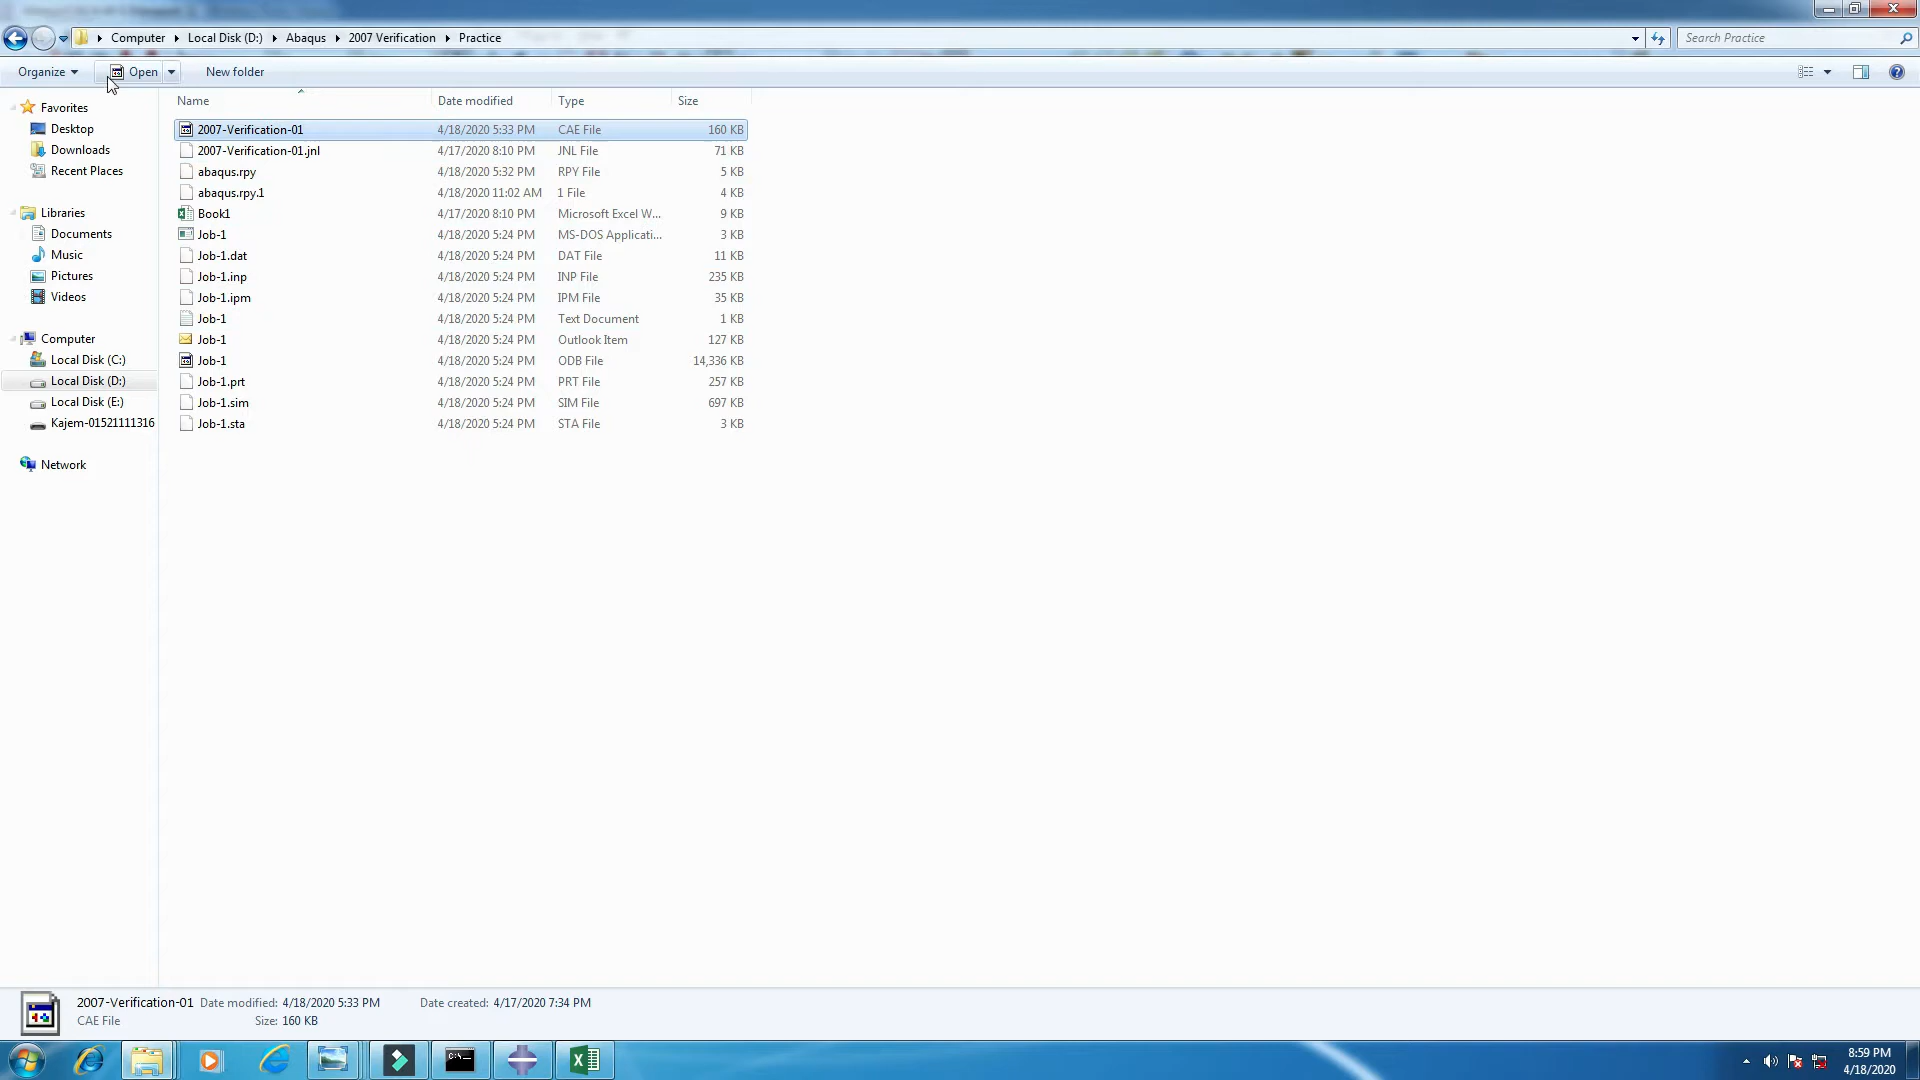 Computer Local Disk (D:) Abaqus 2007 Verification Practice
Search Practice
Organize Open New folder
Name Date modified Type Size
Favorites
Desktop
Downloads
Recent Places
Libraries
Documents
Music
Pictures
Videos
Computer
Local Disk (C:)
Local Disk (D:)
Local Disk (E:)
Kajem-01521111316
Network
2007-Verification-01 4/18/2020 5:33 PM CAE File 160 KB
2007-Verification-01.jnl 4/17/2020 8:10 PM JNL File 71 KB
abaqus.rpy 4/18/2020 5:32 PM RPY File 5 KB
abaqus.rpy.1 4/18/2020 11:02 AM 1 File 4 KB
Book1 4/17/2020 8:10 PM Microsoft Excel W... 9 KB
Job-1 4/18/2020 5:24 PM MS-DOS Applicati... 3 KB
Job-1.dat 4/18/2020 5:24 PM DAT File 11 KB
Job-1.inp 4/18/2020 5:24 PM INP File 235 KB
Job-1.ipm 4/18/2020 5:24 PM IPM File 35 KB
Job-1 4/18/2020 5:24 PM Text Document 1 KB
Job-1 4/18/2020 5:24 PM Outlook Item 127 KB
Job-1 4/18/2020 5:24 PM ODB File 14,336 KB
Job-1.prt 4/18/2020 5:24 PM PRT File 257 KB
Job-1.sim 4/18/2020 5:24 PM SIM File 697 KB
Job-1.sta 4/18/2020 5:24 PM STA File 3 KB
2007-Verification-01 Date modified: 4/18/2020 5:33 PM Date created: 4/17/2020 7:34 PM
CAE File Size: 160 KB
8:59 PM
4/18/2020